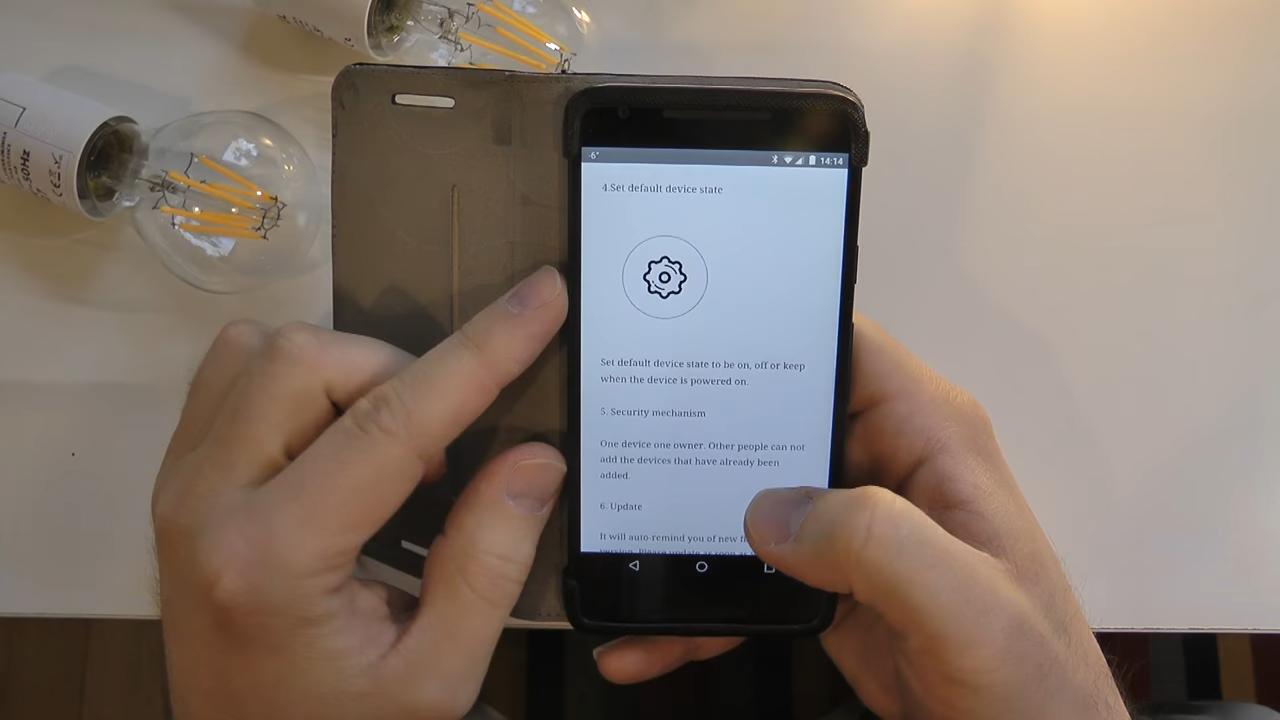 -6° 14:14
4.Set default device state
Set default device state to be on, off or keep
when the device is powered on.
5. Security mechanism
One device one owner. Other people can not
add the devices that have already been
added.
6. Update
It will auto-remind you of new
50Hz
CE